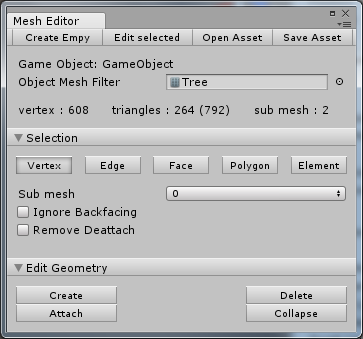 Mesh Editor
Create Empy Edit selected Open Asset Save Asset
Game Object: GameObject
Object Mesh Filter Tree
vertex : 608 triangles : 264 (792) sub mesh : 2
Selection
Vertex Edge Face Polygon Element
Sub mesh 0
Ignore Backfacing
Remove Deattach
Edit Geometry
Create Delete
Attach Collapse